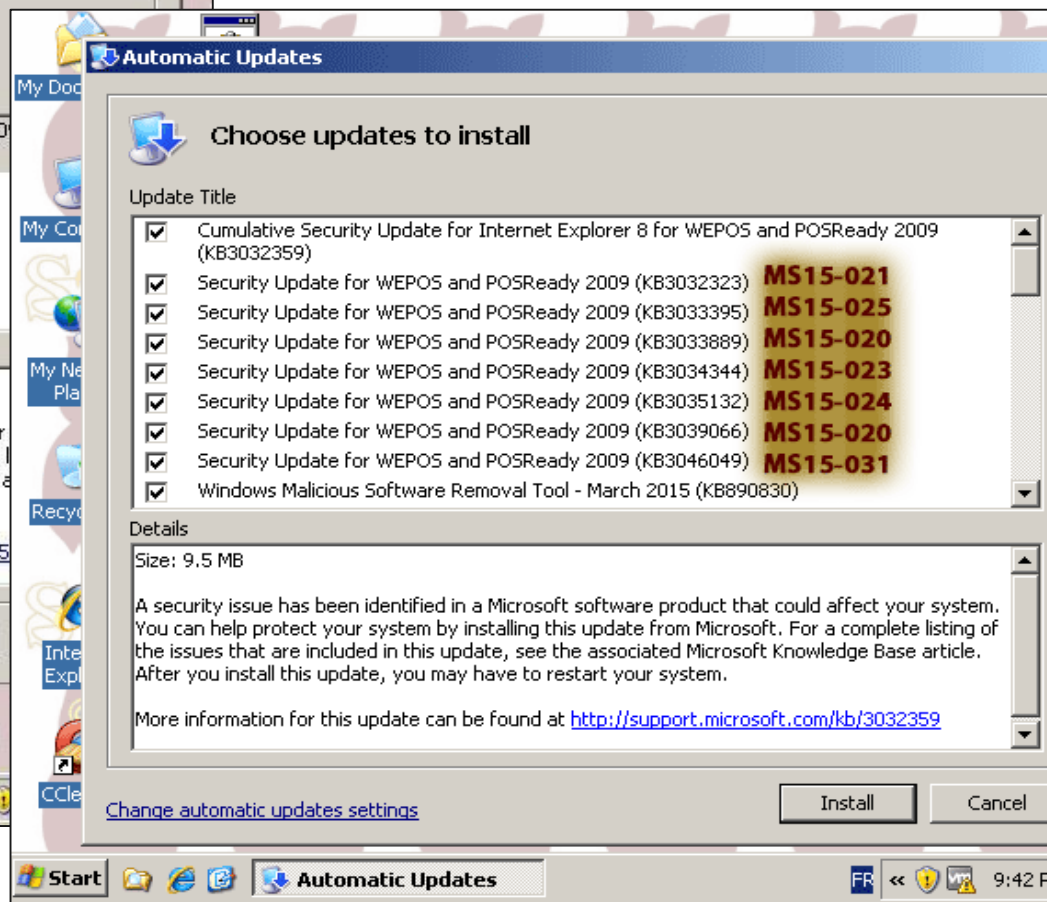 Automatic Updates
My Doc
Choose updates to install
Update Title
Cumulative Security Update for Internet Explorer 8 for WEPOS and POSReady 2009
(KB3032359)
Security Update for WEPOS and POSReady 2009 (KB3032323) MS15-021
Security Update for WEPOS and POSReady 2009 (KB3033395) MS15-025
Security Update for WEPOS and POSReady 2009 (KB3033889) MS15-020
Security Update for WEPOS and POSReady 2009 (KB3034344) MS15-023
Security Update for WEPOS and POSReady 2009 (KB3035132) MS15-024
Security Update for WEPOS and POSReady 2009 (KB3039066) MS15-020
Security Update for WEPOS and POSReady 2009 (KB3046049) MS15-031
Windows Malicious Software Removal Tool - March 2015 (KB890830)
My Co
My Ne
Pla
Recyc
Inte
Expl
CCle
Details
Size: 9.5 MB
A security issue has been identified in a Microsoft software product that could affect your system.
You can help protect your system by installing this update from Microsoft. For a complete listing of
the issues that are included in this update, see the associated Microsoft Knowledge Base article.
After you install this update, you may have to restart your system.
More information for this update can be found at http://support.microsoft.com/kb/3032359
Change automatic updates settings
Install
Cancel
Start
Automatic Updates
FR
«
9:42 P